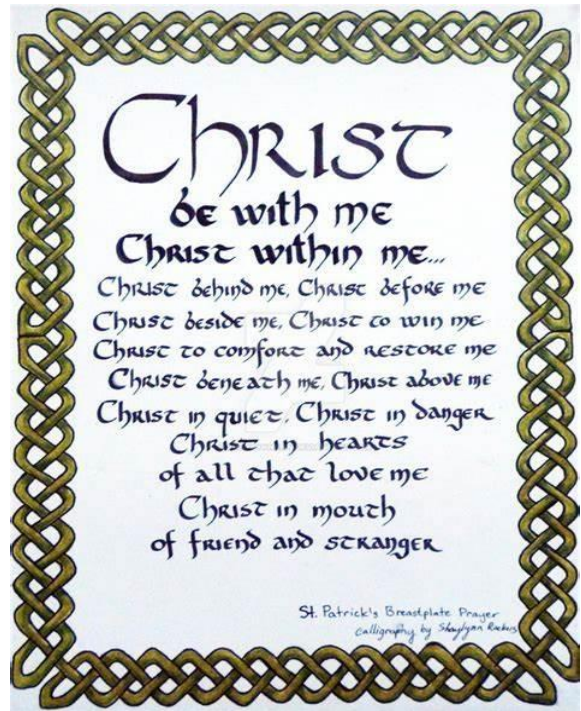 Christ
be with me
Christ within me...
Christ behind me, Christ before me
Christ beside me, Christ to win me
Christ to comfort and restore me
Christ beneath me, Christ above me
Christ in quiet, Christ in danger
Christ in hearts
of all that love me
Christ in mouth
of friend and stranger
St. Patrick's Breastplate Prayer
calligraphy by Shaylynn